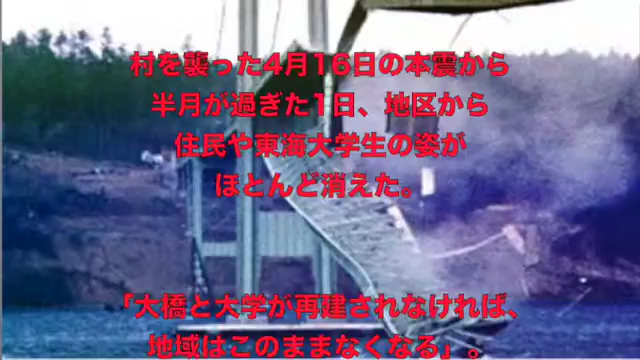 村を襲った4月16日の本震から
半月が過ぎた1日、地区から
住民や東海大学生の姿が
ほとんど消えた。
「大橋と大学が再建されなければ、
地域はこのままなくなる」。